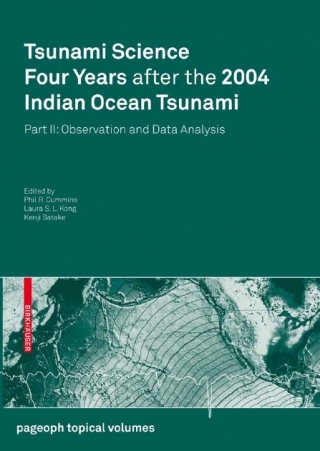 Tsunami Science
Four Years after the 2004
Indian Ocean Tsunami
Part II: Observation and Data Analysis
Edited by
Phil R. Cummins
Laura S. L. Kong
Kenji Satake
BIRKHÄUSER
pageoph topical volumes